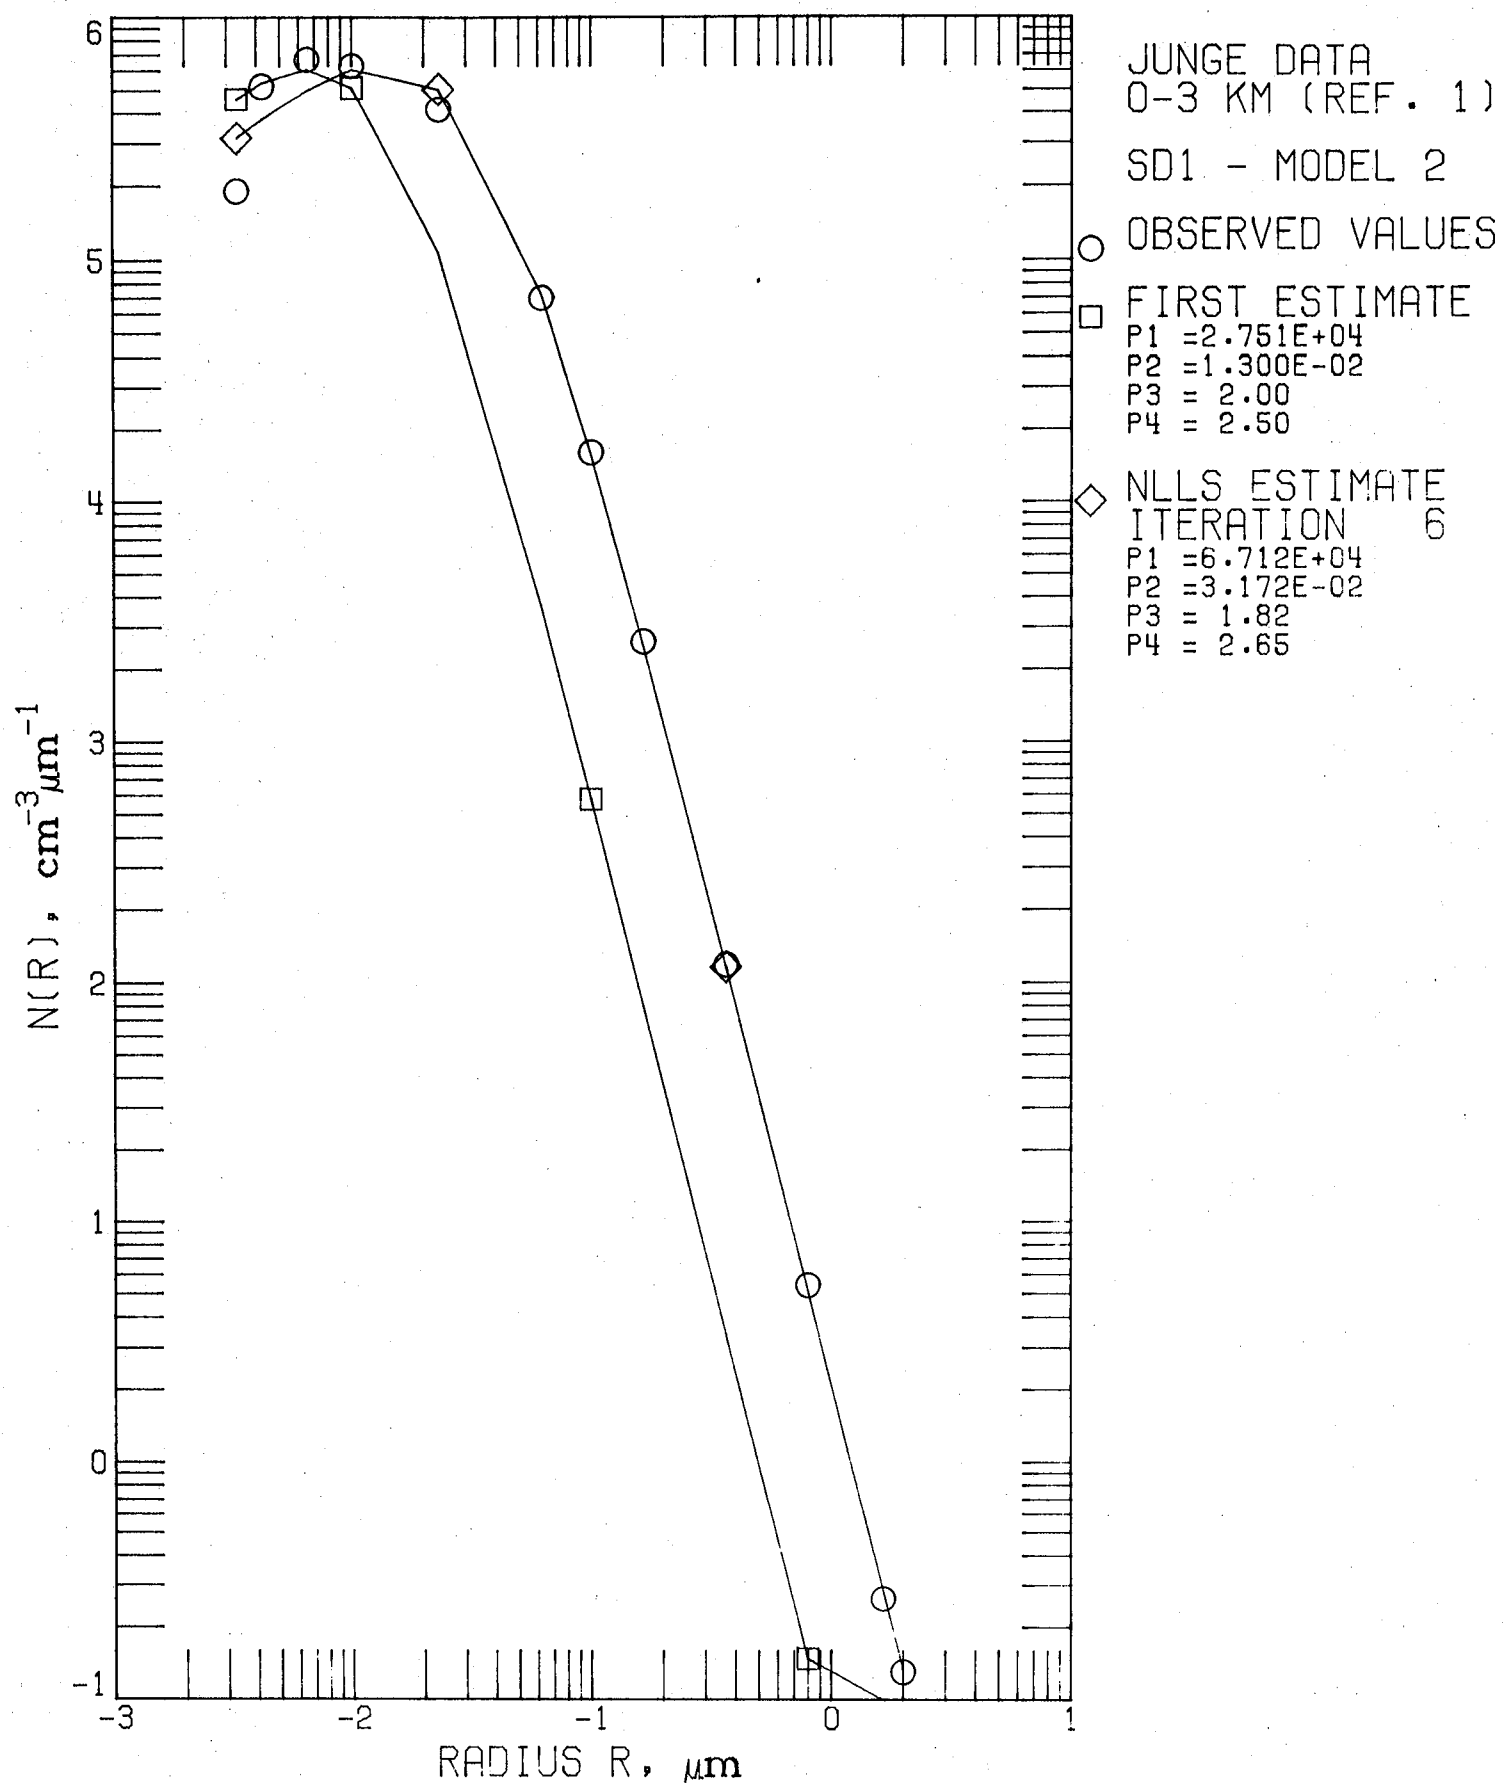 JUNGE DATA
0-3 KM (REF. 1)
SD1 - MODEL 2
OBSERVED VALUES
FIRST ESTIMATE
P1 =2.751E+04
P2 =1.300E-02
P3 = 2.00
P4 = 2.50
NLLS ESTIMATE
ITERATION 6
P1 =6.712E+04
P2 =3.172E-02
P3 = 1.82
P4 = 2.65
N(R), cm⁻³μm⁻¹
6
5
4
3
2
1
0
-1
-3 -2 -1 0 1
RADIUS R, μm